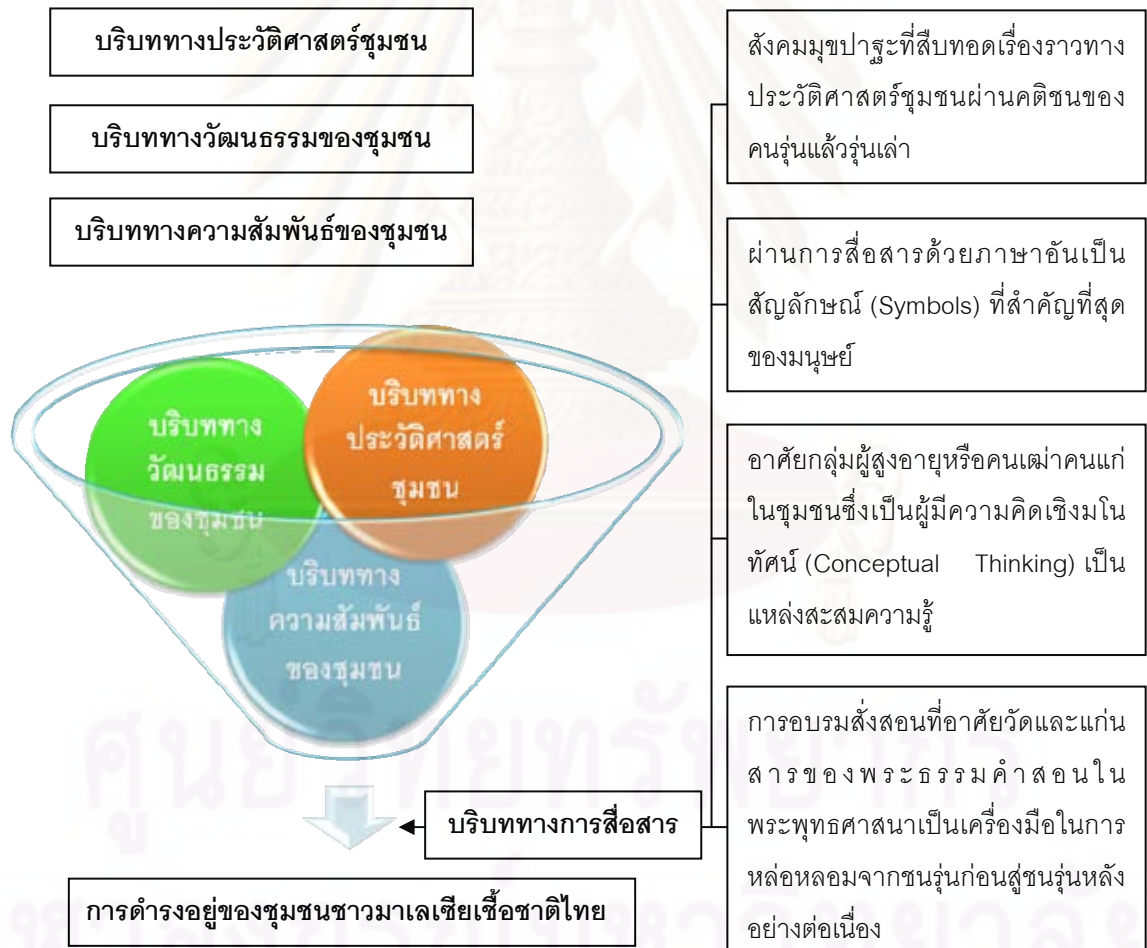 บริบททางประวัติศาสตร์ชุมชน
บริบททางวัฒนธรรมของชุมชน
บริบททางความสัมพันธ์ของชุมชน
บริบททาง
วัฒนธรรม
ของชุมชน
บริบททาง
ประวัติศาสตร์
ชุมชน
บริบททาง
ความสัมพันธ์
ของชุมชน
สังคมมุขปาฐะที่สืบทอดเรื่องราวทาง
ประวัติศาสตร์ชุมชนผ่านคติชนของ
คนรุ่นแล้วรุ่นเล่า
ผ่านการสื่อสารด้วยภาษาอันเป็น
สัญลักษณ์ (Symbols) ที่สำคัญที่สุด
ของมนุษย์
อาศัยกลุ่มผู้สูงอายุหรือคนเฒ่าคนแก่
ในชุมชนซึ่งเป็นผู้มีความคิดเชิงมโน
ทัศน์ (Conceptual Thinking) เป็น
แหล่งสะสมความรู้
การอบรมสั่งสอนที่อาศัยวัดและแก่น
สารของพระธรรมคำสอนใน
พระพุทธศาสนาเป็นเครื่องมือในการ
หล่อหลอมจากชนรุ่นก่อนสู่ชนรุ่นหลัง
อย่างต่อเนื่อง
บริบททางการสื่อสาร
การดำรงอยู่ของชุมชนชาวมาเลเซียเชื้อชาติไทย
ศูนย์วิทยทรัพยากร